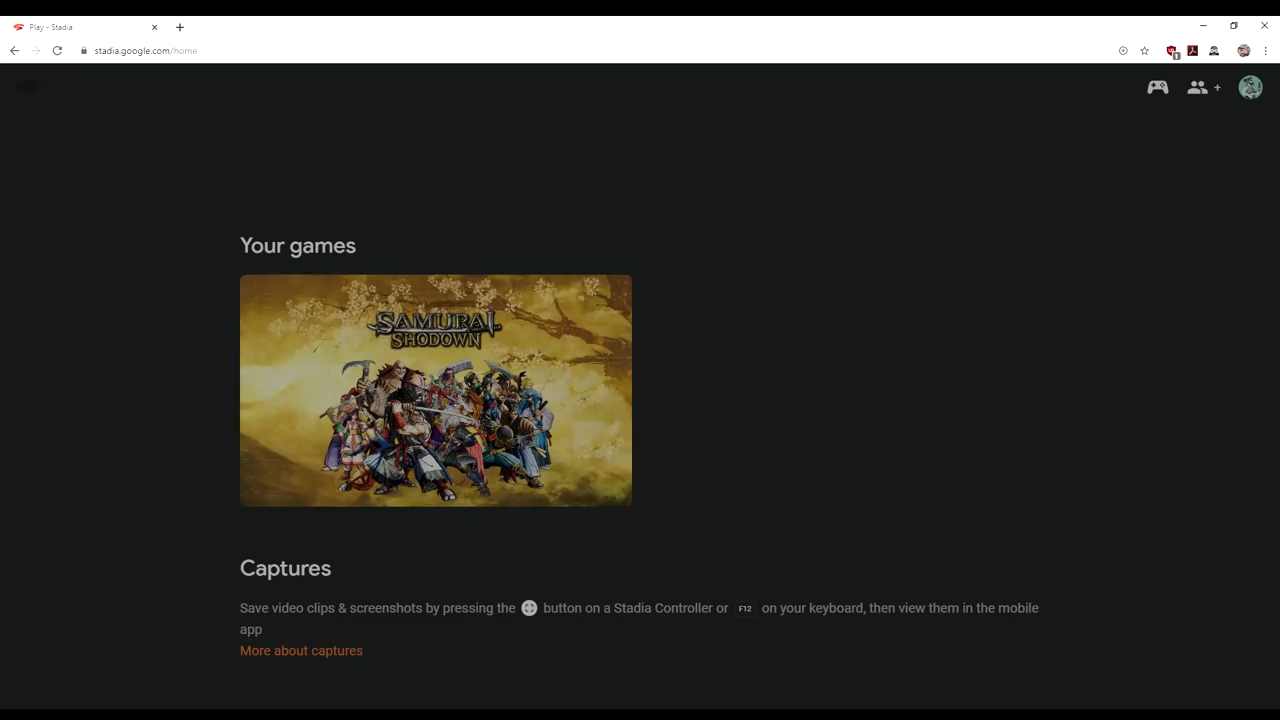 Play - Stadia
stadia.google.com/home
1
Your games
SAMURAI
SHODOWN
Captures
Save video clips & screenshots by pressing the button on a Stadia Controller or F12 on your keyboard, then view them in the mobile
app
More about captures